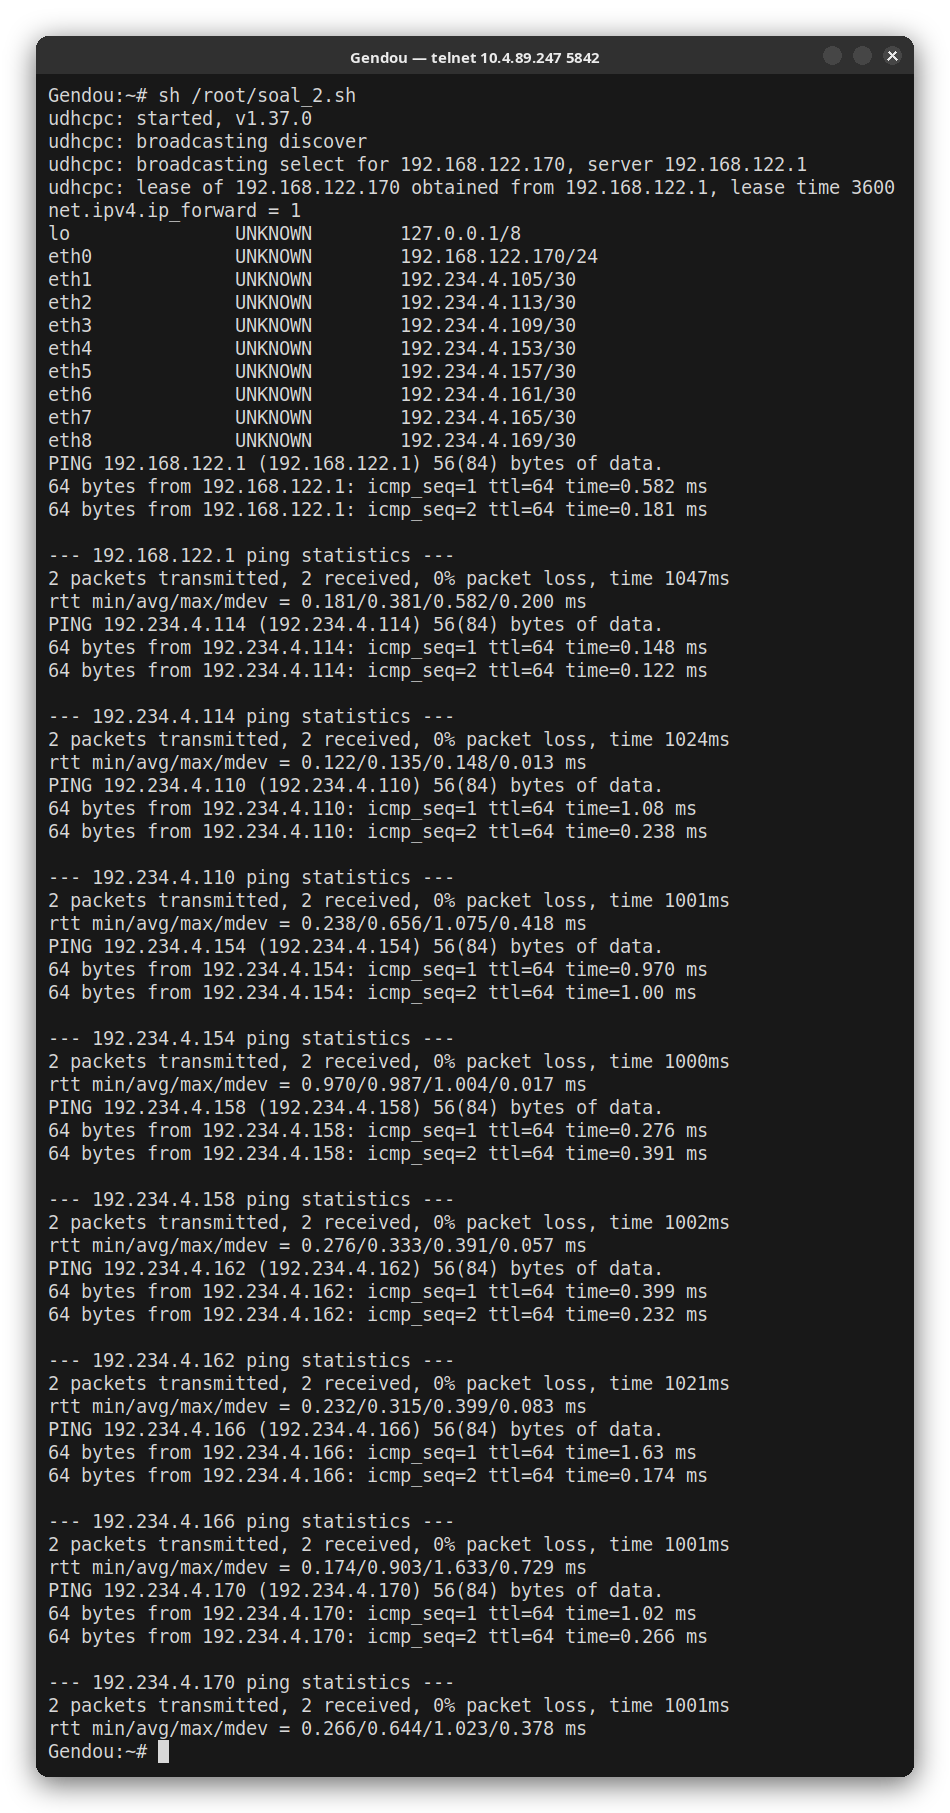 Gendou — telnet 10.4.89.247 5842
Gendou:~# sh /root/soal_2.sh
udhcpc: started, v1.37.0
udhcpc: broadcasting discover
udhcpc: broadcasting select for 192.168.122.170, server 192.168.122.1
udhcpc: lease of 192.168.122.170 obtained from 192.168.122.1, lease time 3600
net.ipv4.ip_forward = 1
lo               UNKNOWN        127.0.0.1/8
eth0             UNKNOWN        192.168.122.170/24
eth1             UNKNOWN        192.234.4.105/30
eth2             UNKNOWN        192.234.4.113/30
eth3             UNKNOWN        192.234.4.109/30
eth4             UNKNOWN        192.234.4.153/30
eth5             UNKNOWN        192.234.4.157/30
eth6             UNKNOWN        192.234.4.161/30
eth7             UNKNOWN        192.234.4.165/30
eth8             UNKNOWN        192.234.4.169/30
PING 192.168.122.1 (192.168.122.1) 56(84) bytes of data.
64 bytes from 192.168.122.1: icmp_seq=1 ttl=64 time=0.582 ms
64 bytes from 192.168.122.1: icmp_seq=2 ttl=64 time=0.181 ms

--- 192.168.122.1 ping statistics ---
2 packets transmitted, 2 received, 0% packet loss, time 1047ms
rtt min/avg/max/mdev = 0.181/0.381/0.582/0.200 ms
PING 192.234.4.114 (192.234.4.114) 56(84) bytes of data.
64 bytes from 192.234.4.114: icmp_seq=1 ttl=64 time=0.148 ms
64 bytes from 192.234.4.114: icmp_seq=2 ttl=64 time=0.122 ms

--- 192.234.4.114 ping statistics ---
2 packets transmitted, 2 received, 0% packet loss, time 1024ms
rtt min/avg/max/mdev = 0.122/0.135/0.148/0.013 ms
PING 192.234.4.110 (192.234.4.110) 56(84) bytes of data.
64 bytes from 192.234.4.110: icmp_seq=1 ttl=64 time=1.08 ms
64 bytes from 192.234.4.110: icmp_seq=2 ttl=64 time=0.238 ms

--- 192.234.4.110 ping statistics ---
2 packets transmitted, 2 received, 0% packet loss, time 1001ms
rtt min/avg/max/mdev = 0.238/0.656/1.075/0.418 ms
PING 192.234.4.154 (192.234.4.154) 56(84) bytes of data.
64 bytes from 192.234.4.154: icmp_seq=1 ttl=64 time=0.970 ms
64 bytes from 192.234.4.154: icmp_seq=2 ttl=64 time=1.00 ms

--- 192.234.4.154 ping statistics ---
2 packets transmitted, 2 received, 0% packet loss, time 1000ms
rtt min/avg/max/mdev = 0.970/0.987/1.004/0.017 ms
PING 192.234.4.158 (192.234.4.158) 56(84) bytes of data.
64 bytes from 192.234.4.158: icmp_seq=1 ttl=64 time=0.276 ms
64 bytes from 192.234.4.158: icmp_seq=2 ttl=64 time=0.391 ms

--- 192.234.4.158 ping statistics ---
2 packets transmitted, 2 received, 0% packet loss, time 1002ms
rtt min/avg/max/mdev = 0.276/0.333/0.391/0.057 ms
PING 192.234.4.162 (192.234.4.162) 56(84) bytes of data.
64 bytes from 192.234.4.162: icmp_seq=1 ttl=64 time=0.399 ms
64 bytes from 192.234.4.162: icmp_seq=2 ttl=64 time=0.232 ms

--- 192.234.4.162 ping statistics ---
2 packets transmitted, 2 received, 0% packet loss, time 1021ms
rtt min/avg/max/mdev = 0.232/0.315/0.399/0.083 ms
PING 192.234.4.166 (192.234.4.166) 56(84) bytes of data.
64 bytes from 192.234.4.166: icmp_seq=1 ttl=64 time=1.63 ms
64 bytes from 192.234.4.166: icmp_seq=2 ttl=64 time=0.174 ms

--- 192.234.4.166 ping statistics ---
2 packets transmitted, 2 received, 0% packet loss, time 1001ms
rtt min/avg/max/mdev = 0.174/0.903/1.633/0.729 ms
PING 192.234.4.170 (192.234.4.170) 56(84) bytes of data.
64 bytes from 192.234.4.170: icmp_seq=1 ttl=64 time=1.02 ms
64 bytes from 192.234.4.170: icmp_seq=2 ttl=64 time=0.266 ms

--- 192.234.4.170 ping statistics ---
2 packets transmitted, 2 received, 0% packet loss, time 1001ms
rtt min/avg/max/mdev = 0.266/0.644/1.023/0.378 ms
Gendou:~#